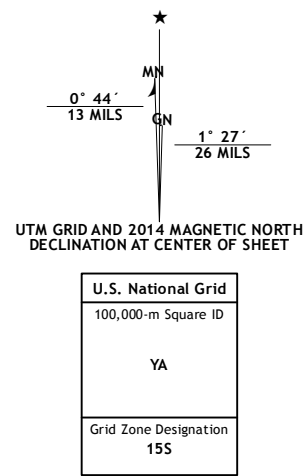 MN
0° 44´
13 MILS
GN
1° 27´
26 MILS
UTM GRID AND 2014 MAGNETIC NORTH
DECLINATION AT CENTER OF SHEET
U.S. National Grid
100,000-m Square ID
YA
Grid Zone Designation
15S